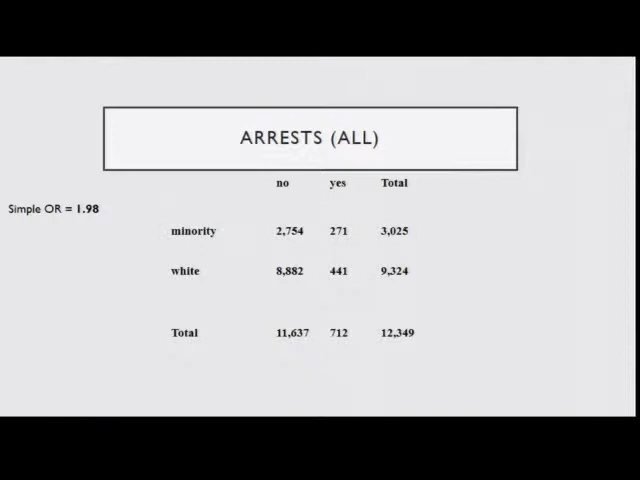 ARRESTS (ALL)
no yes Total
Simple OR = 1.98
minority 2,754 271 3,025
white 8,882 441 9,324
Total 11,637 712 12,349